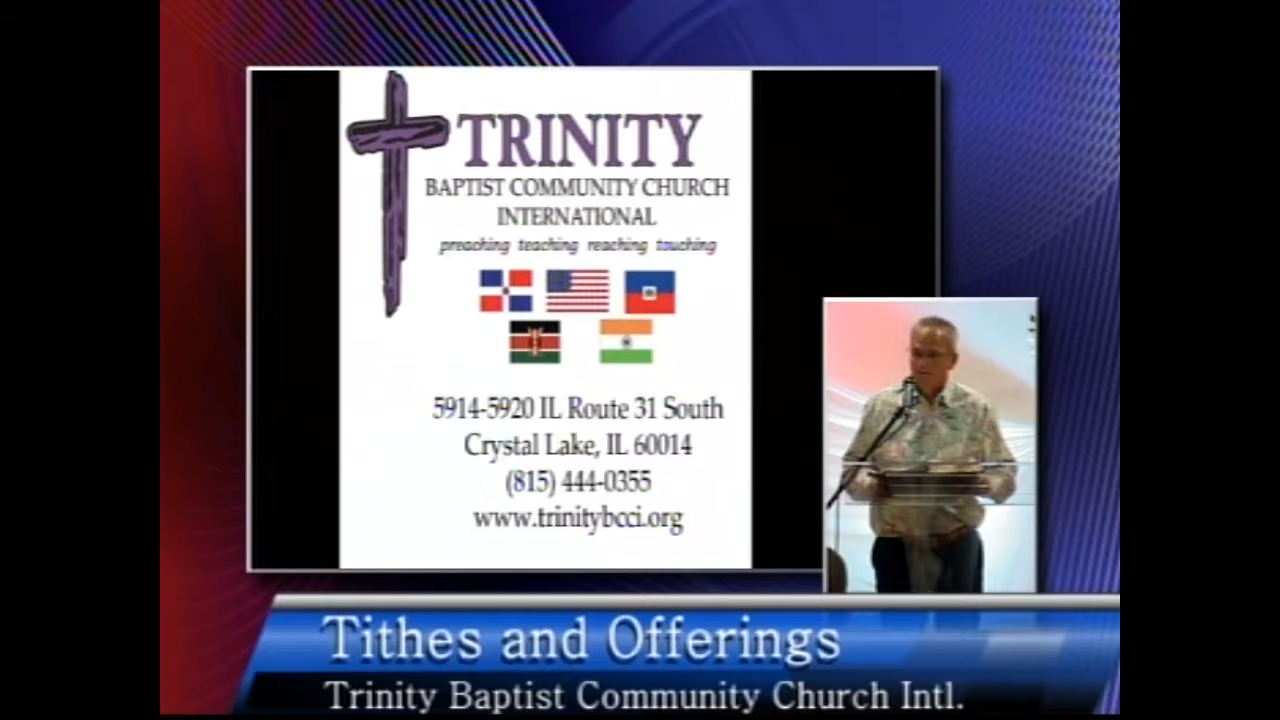 TRINITY
BAPTIST COMMUNITY CHURCH
INTERNATIONAL
preaching teaching reaching touching
5914-5920 IL Route 31 South
Crystal Lake, IL 60014
(815) 444-0355
www.trinitybcci.org
Tithes and Offerings
Trinity Baptist Community Church Intl.